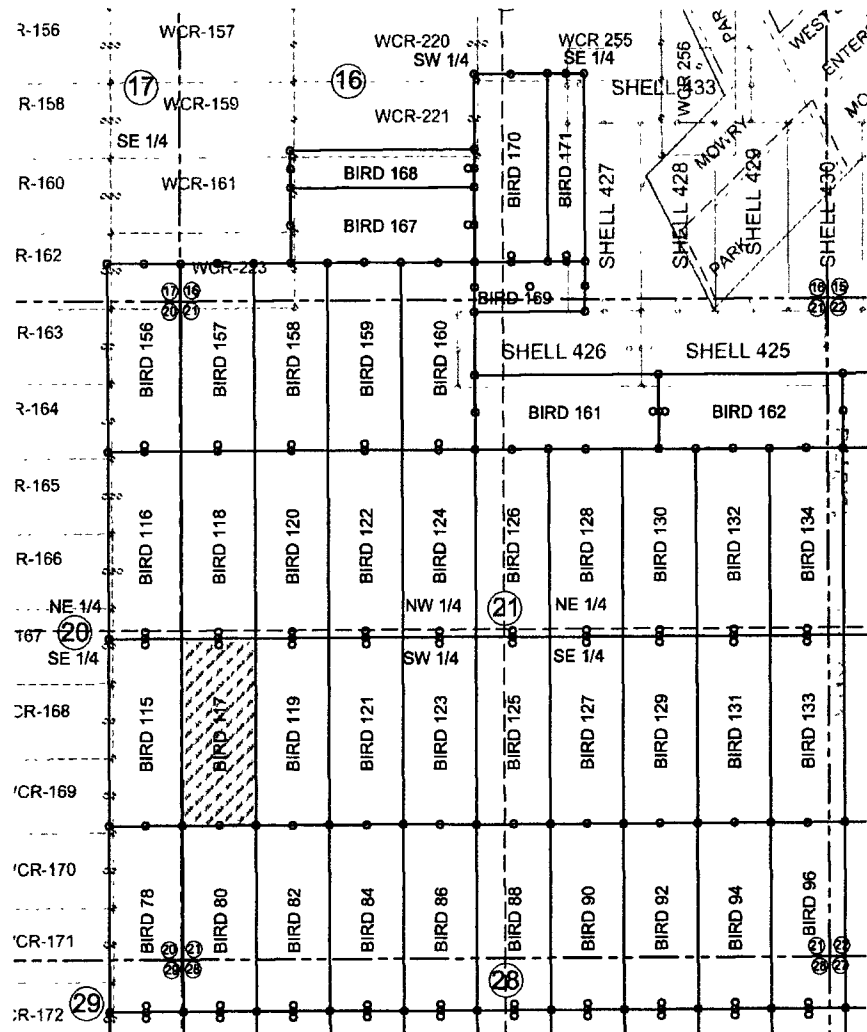 R-156
WCR-157
WCR-220
WCR 255
SW 1/4
SE 1/4
WEST
ENTER
PAR
17
16
WCR 256
SHELL 433
R-158
WCR-159
WCR-221
MO
SE 1/4
MOWRY
R-160
WCR-161
BIRD 168
BIRD 170
BIRD 171
SHELL 427
SHELL 428
SHELL 429
SHELL 430
BIRD 167
PARK
R-162
WCR-223
BIRD 169
17 16
20 21
16 15
21 22
R-163
BIRD 156
BIRD 157
BIRD 158
BIRD 159
BIRD 160
SHELL 426
SHELL 425
R-164
BIRD 161
BIRD 162
R-165
BIRD 116
BIRD 118
BIRD 120
BIRD 122
BIRD 124
BIRD 126
BIRD 128
BIRD 130
BIRD 132
BIRD 134
R-166
NE 1/4
NW 1/4
21
NE 1/4
167
20
SE 1/4
SW 1/4
SE 1/4
CR-168
BIRD 115
BIRD 117
BIRD 119
BIRD 121
BIRD 123
BIRD 125
BIRD 127
BIRD 129
BIRD 131
BIRD 133
CR-169
CR-170
BIRD 78
BIRD 80
BIRD 82
BIRD 84
BIRD 86
BIRD 88
BIRD 90
BIRD 92
BIRD 94
BIRD 96
CR-171
20 21
29 28
21 22
28 27
29
28
CR-172